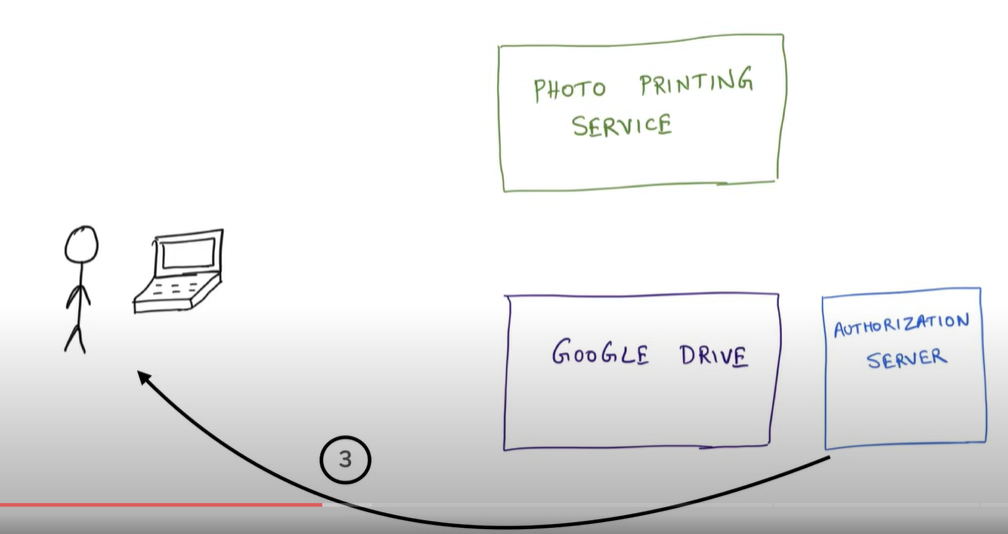 PHOTO PRINTING
SERVICE
GOOGLE DRIVE
AUTHORIZATION
SERVER
3